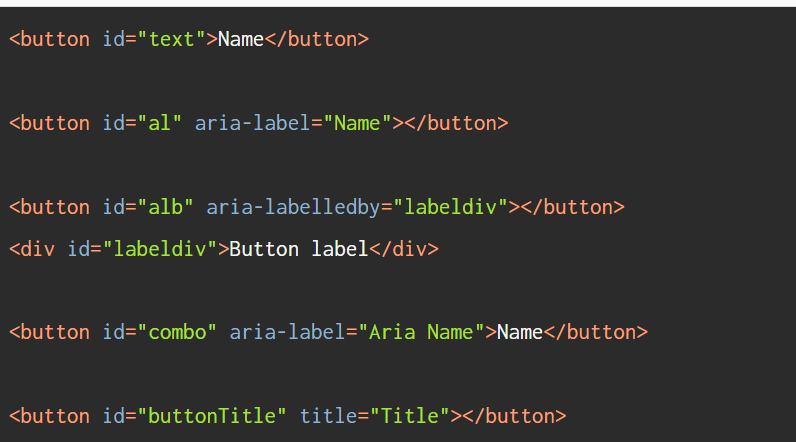 <button id="text">Name</button>
<button id="al" aria-label="Name"></button>
<button id="alb" aria-labelledby="labeldiv"></button>
<div id="labeldiv">Button label</div>
<button id="combo" aria-label="Aria Name">Name</button>
<button id="buttonTitle" title="Title"></button>